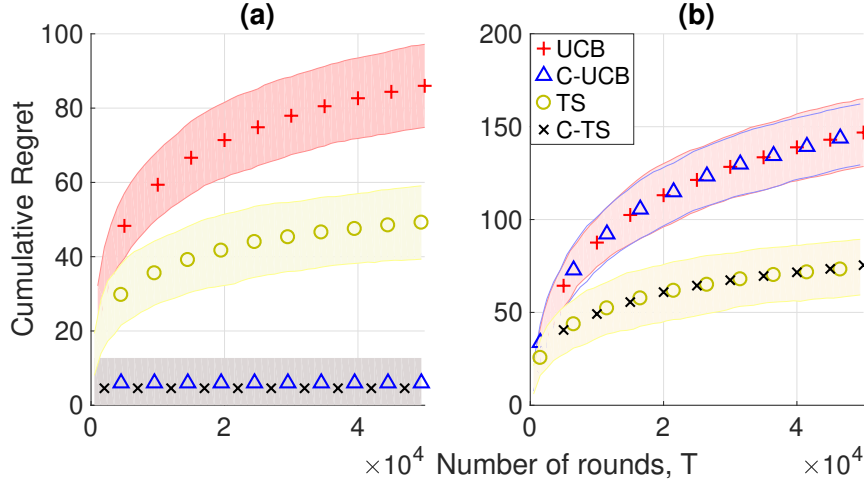 (a)
(b)
Cumulative Regret
100
80
60
40
20
0
0
2
4
×10⁴
200
150
100
50
0
0
2
4
×10⁴
UCB
C-UCB
TS
C-TS
Number of rounds, T